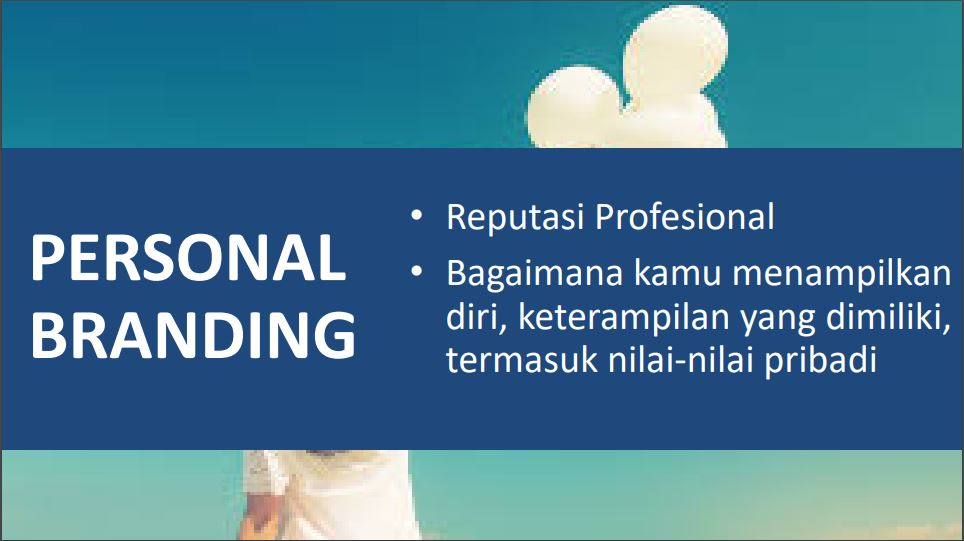 PERSONAL
BRANDING
• Reputasi Profesional
• Bagaimana kamu menampilkan
diri, keterampilan yang dimiliki,
termasuk nilai-nilai pribadi